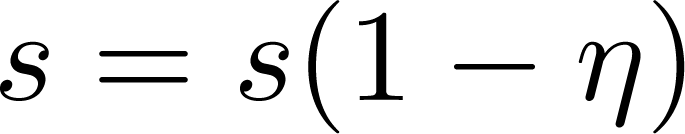 s = s(1 − η)